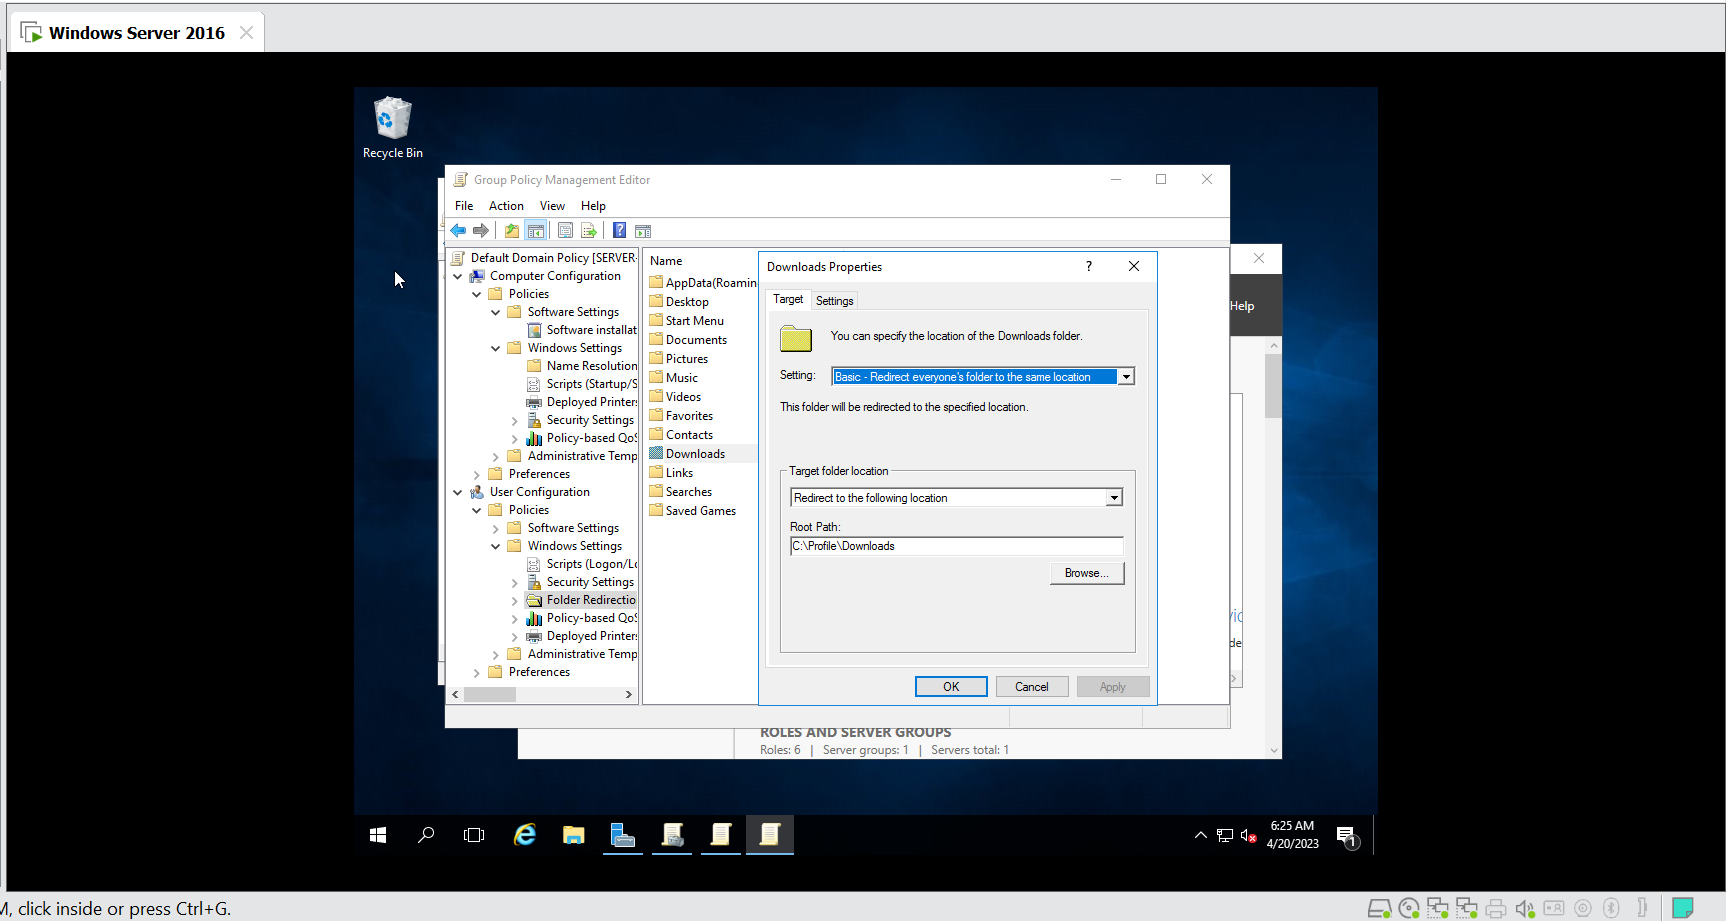 Windows Server 2016
Recycle Bin
Group Policy Management Editor
File Action View Help
Default Domain Policy [SERVER-
Computer Configuration
Policies
Software Settings
Software installat
Windows Settings
Name Resolution
Scripts (Startup/S
Deployed Printers
Security Settings
Policy-based QoS
Administrative Temp
Preferences
User Configuration
Policies
Software Settings
Windows Settings
Scripts (Logon/Lo
Security Settings
Folder Redirectio
Policy-based QoS
Deployed Printers
Administrative Temp
Preferences
Name
AppData(Roamin
Desktop
Start Menu
Documents
Pictures
Music
Videos
Favorites
Contacts
Downloads
Links
Searches
Saved Games
Downloads Properties
?
Target Settings
You can specify the location of the Downloads folder.
Setting: Basic - Redirect everyone's folder to the same location
This folder will be redirected to the specified location.
Target folder location
Redirect to the following location
Root Path:
C:\Profile\Downloads
Browse...
OK Cancel Apply
Help
de
ROLES AND SERVER GROUPS
Roles: 6 | Server groups: 1 | Servers total: 1
6:25 AM
4/20/2023
1
M, click inside or press Ctrl+G.